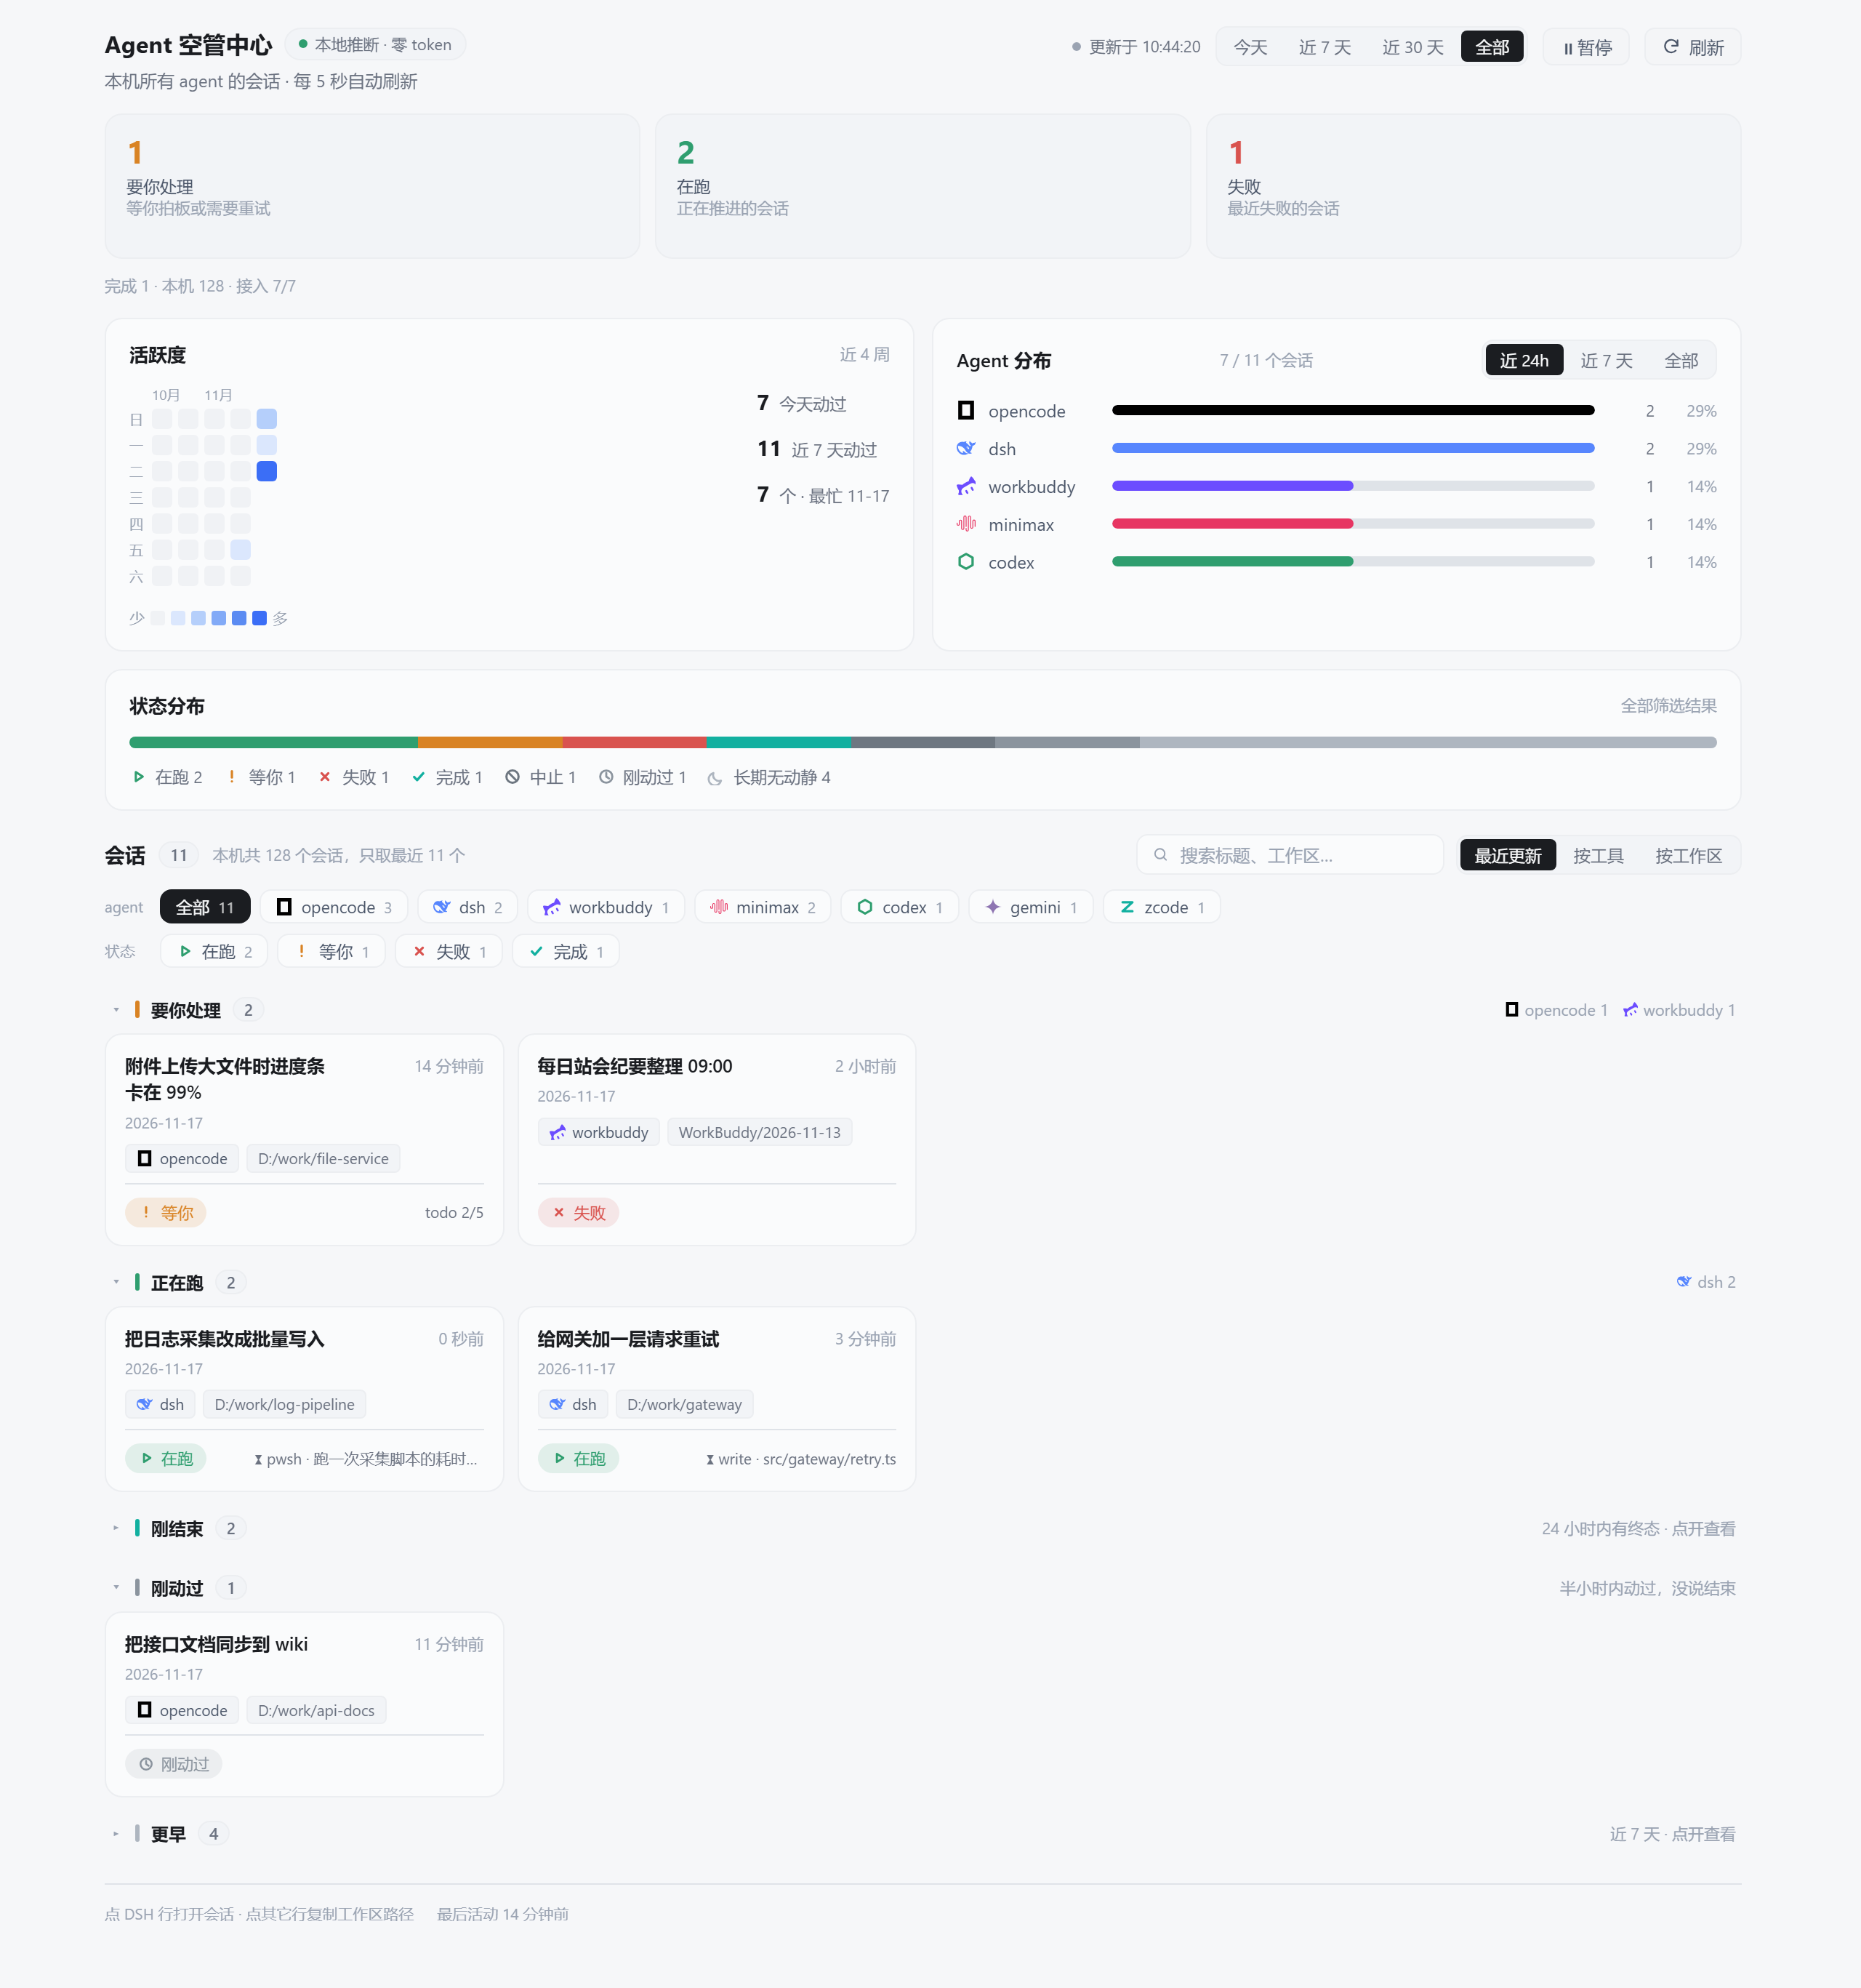 Agent 空管中心 本地推断 · 零 token
本机所有 agent 的会话 · 每 5 秒自动刷新
更新于 10:44:20 今天 近 7 天 近 30 天 全部 暂停 刷新
1
要你处理
等你拍板或需要重试
2
在跑
正在推进的会话
1
失败
最近失败的会话
完成 1 · 本机 128 · 接入 7/7
活跃度 近 4 周
10月 11月
日
一
二
三
四
五
六
少 多
7 今天动过
11 近 7 天动过
7 个 · 最忙 11-17
Agent 分布 7 / 11 个会话 近 24h 近 7 天 全部
opencode 2 29%
dsh 2 29%
workbuddy 1 14%
minimax 1 14%
codex 1 14%
状态分布 全部筛选结果
在跑 2 等你 1 失败 1 完成 1 中止 1 刚动过 1 长期无动静 4
会话 11 本机共 128 个会话，只取最近 11 个 搜索标题、工作区... 最近更新 按工具 按工作区
agent 全部 11 opencode 3 dsh 2 workbuddy 1 minimax 2 codex 1 gemini 1 zcode 1
状态 在跑 2 等你 1 失败 1 完成 1
要你处理 2 opencode 1 workbuddy 1
附件上传大文件时进度条 14 分钟前
卡在 99%
2026-11-17
opencode D:/work/file-service
等你 todo 2/5
每日站会纪要整理 09:00 2 小时前
2026-11-17
workbuddy WorkBuddy/2026-11-13
失败
正在跑 2 dsh 2
把日志采集改成批量写入 0 秒前
2026-11-17
dsh D:/work/log-pipeline
在跑 pwsh · 跑一次采集脚本的耗时...
给网关加一层请求重试 3 分钟前
2026-11-17
dsh D:/work/gateway
在跑 write · src/gateway/retry.ts
刚结束 2 24 小时内有终态 · 点开查看
刚动过 1 半小时内动过，没说结束
把接口文档同步到 wiki 11 分钟前
2026-11-17
opencode D:/work/api-docs
刚动过
更早 4 近 7 天 · 点开查看
点 DSH 行打开会话 · 点其它行复制工作区路径 最后活动 14 分钟前